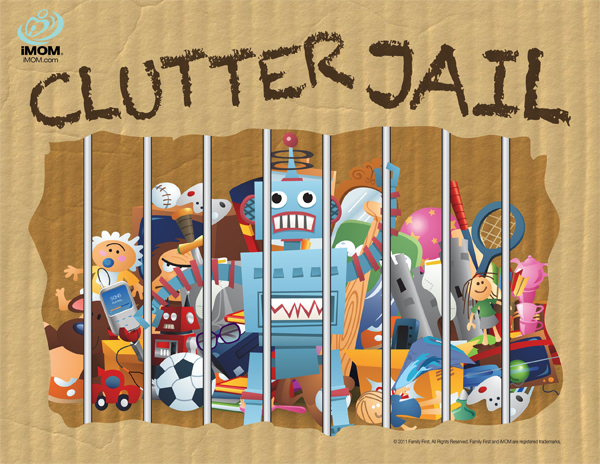 iMOM®
iMOM.com
CLUTTER JAIL
© 2011 Family First. All Rights Reserved. Family First and iMOM are registered trademarks.